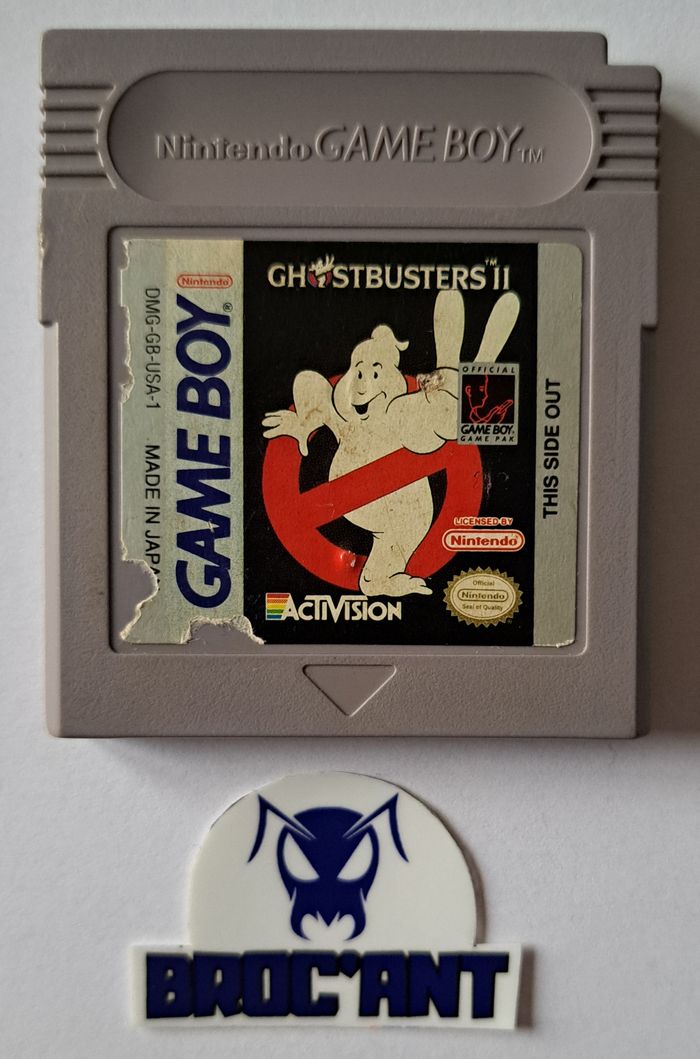 Nintendo GAME BOY TM
GHOSTBUSTERS II TM
Nintendo
GAME BOY®
DMG-GB-USA-1
MADE IN JAPA
OFFICIAL
GAME BOY
GAME PAK
THIS SIDE OUT
LICENSED BY
Nintendo
ACTIVISION
Official
Nintendo
Seal of Quality
BROC'ANT